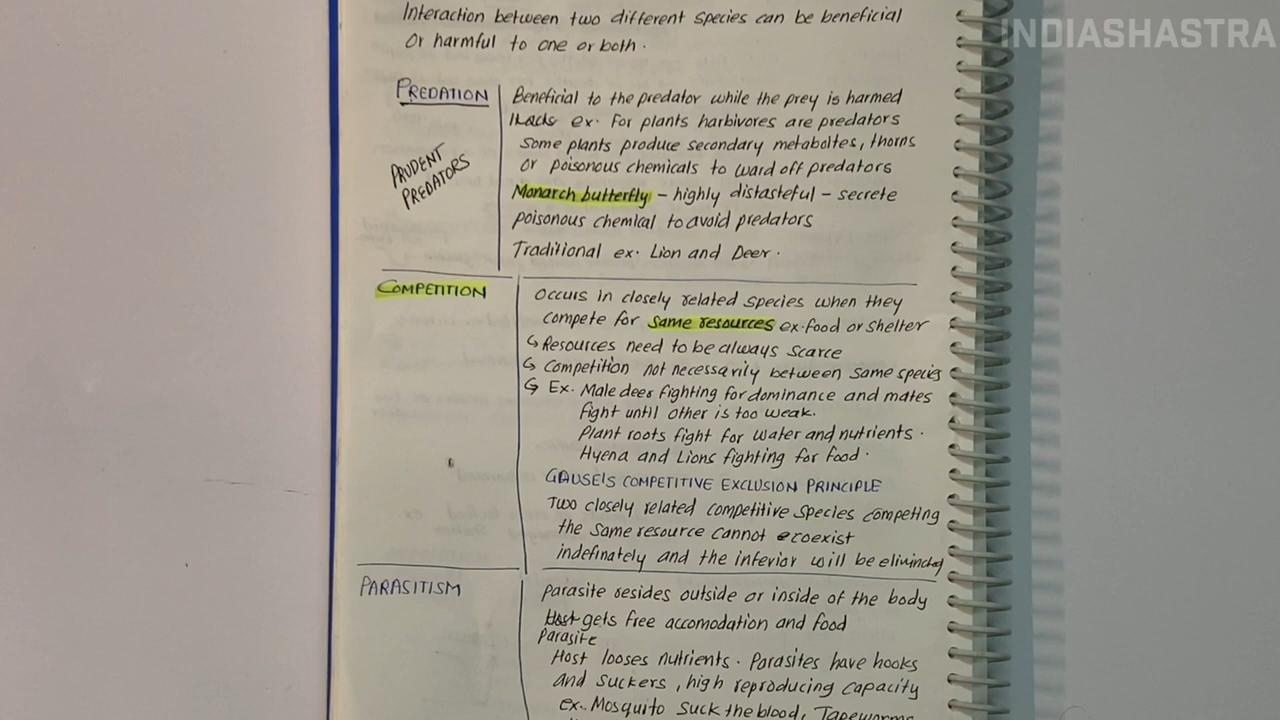 INDIASHASTRA
Interaction between two different species can be beneficial
Or harmful to one or both.
PREDATION
PRUDENT
PREDATORS
Beneficial to the predator while the prey is harmed
ex. For plants harbivores are predators
Some plants produce secondary metaboltes, thorns
or poisonous chemicals to ward off predators
Monarch butterfly – highly distasteful – secrete
poisonous chemical to avoid predators
Traditional ex. Lion and Deer.
COMPETITION
Occurs in closely related species when they
compete for same resources ex. food or shelter
↳ Resources need to be always scarce
↳ Competition not necessarily between same species
↳ Ex. Male deer fighting for dominance and mates
fight until other is too weak.
Plant roots fight for water and nutrients.
Hyena and Lions fighting for food.
GAUSE'S COMPETITIVE EXCLUSION PRINCIPLE
Two closely related competitive species competing
the same resource cannot coexist
indefinately and the inferior will be
PARASITISM
parasite resides outside or inside of the body
Host gets free accomodation and food
Parasite
Host looses nutrients. Parasites have hooks
and suckers, high reproducing capacity
ex. Mosquito suck the blood, Tapeworms